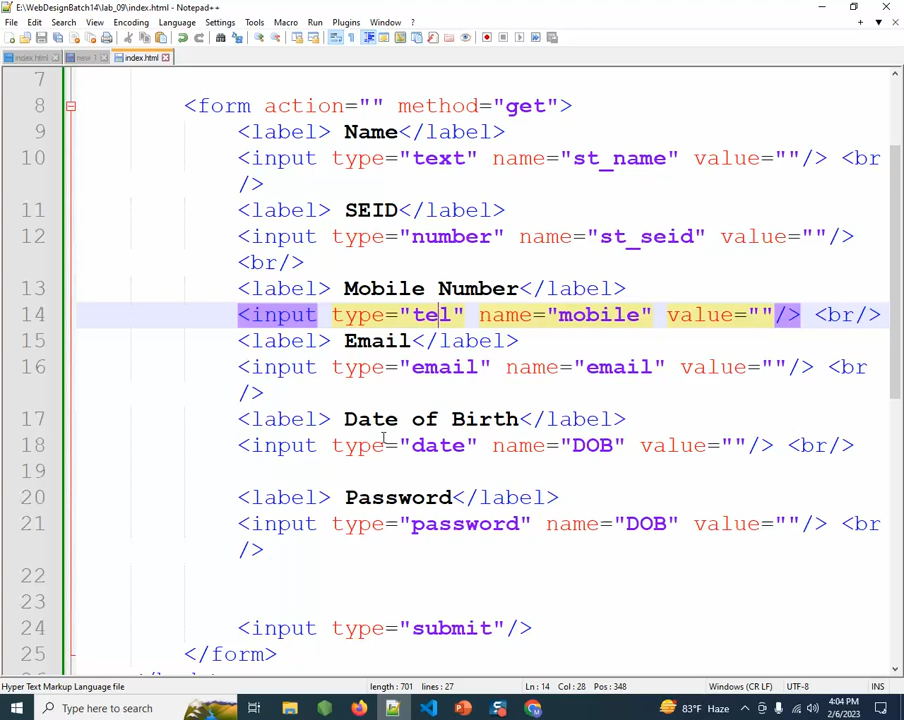 E:\WebDesignBatch14\lab_09\index.html - Notepad++
File Edit Search View Encoding Language Settings Tools Macro Run Plugins Window ?
index.html new 1 index.html
7
8 <form action="" method="get">
9 <label> Name</label>
10 <input type="text" name="st_name" value=""/> <br
/>
11 <label> SEID</label>
12 <input type="number" name="st_seid" value=""/>
<br/>
13 <label> Mobile Number</label>
14 <input type="tel" name="mobile" value=""/> <br/>
15 <label> Email</label>
16 <input type="email" name="email" value=""/> <br
/>
17 <label> Date of Birth</label>
18 <input type="date" name="DOB" value=""/> <br/>
19
20 <label> Password</label>
21 <input type="password" name="DOB" value=""/> <br
/>
22
23
24 <input type="submit"/>
25 </form>
Hyper Text Markup Language file length : 701 lines : 27 Ln : 14 Col : 28 Pos : 348 Windows (CR LF) UTF-8 INS
Type here to search 83°F Haze 4:04 PM
2/6/2023